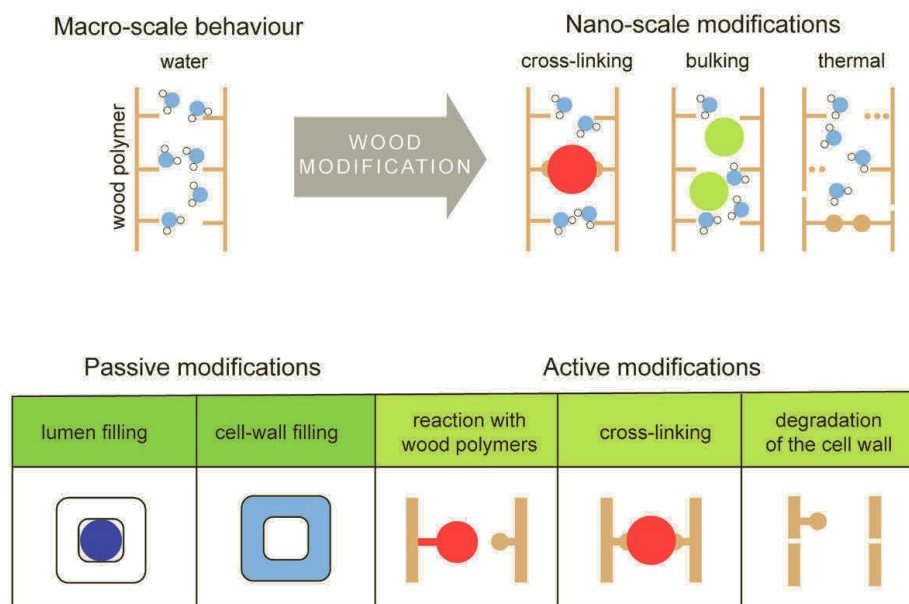 Macro-scale behaviour
Nano-scale modifications
water
cross-linking
bulking
thermal
wood polymer
WOOD
MODIFICATION
Passive modifications
Active modifications
lumen filling
cell-wall filling
reaction with
wood polymers
cross-linking
degradation
of the cell wall